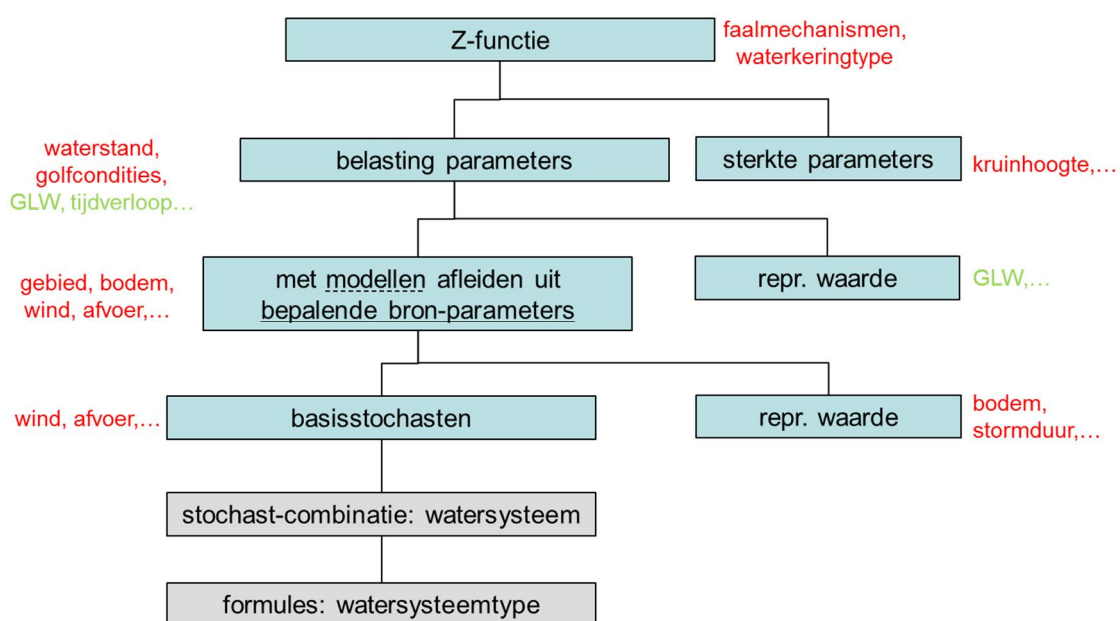 Z-functie
faalmechanismen,
waterkeringtype
waterstand,
golfcondities,
GLW, tijdverloop…
belasting parameters
sterkte parameters
kruinhoogte,…
gebied, bodem,
wind, afvoer,…
met modellen afleiden uit
bepalende bron-parameters
repr. waarde
GLW,…
wind, afvoer,…
basisstochasten
repr. waarde
bodem,
stormduur,…
stochast-combinatie: watersysteem
formules: watersysteemtype